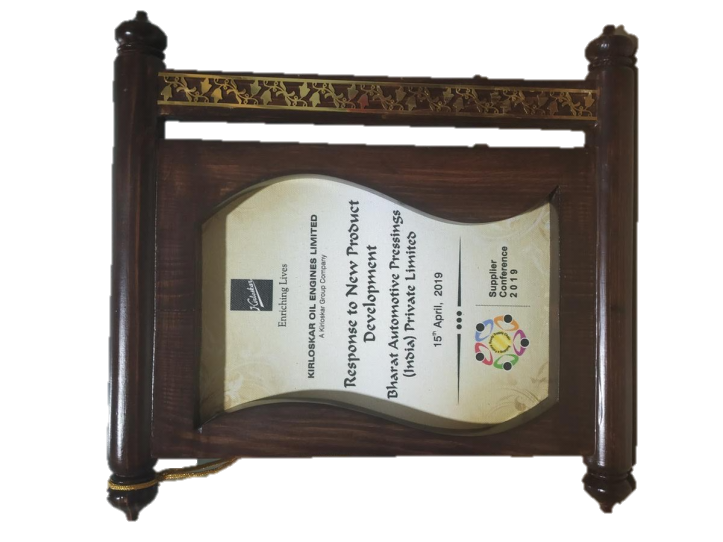 Kirloskar
Enriching Lives
KIRLOSKAR OIL ENGINES LIMITED
A Kirloskar Group Company
Response to New Product
Development
Bharat Automotive Pressings
(India) Private Limited
15th April, 2019
Supplier
Conference
2019